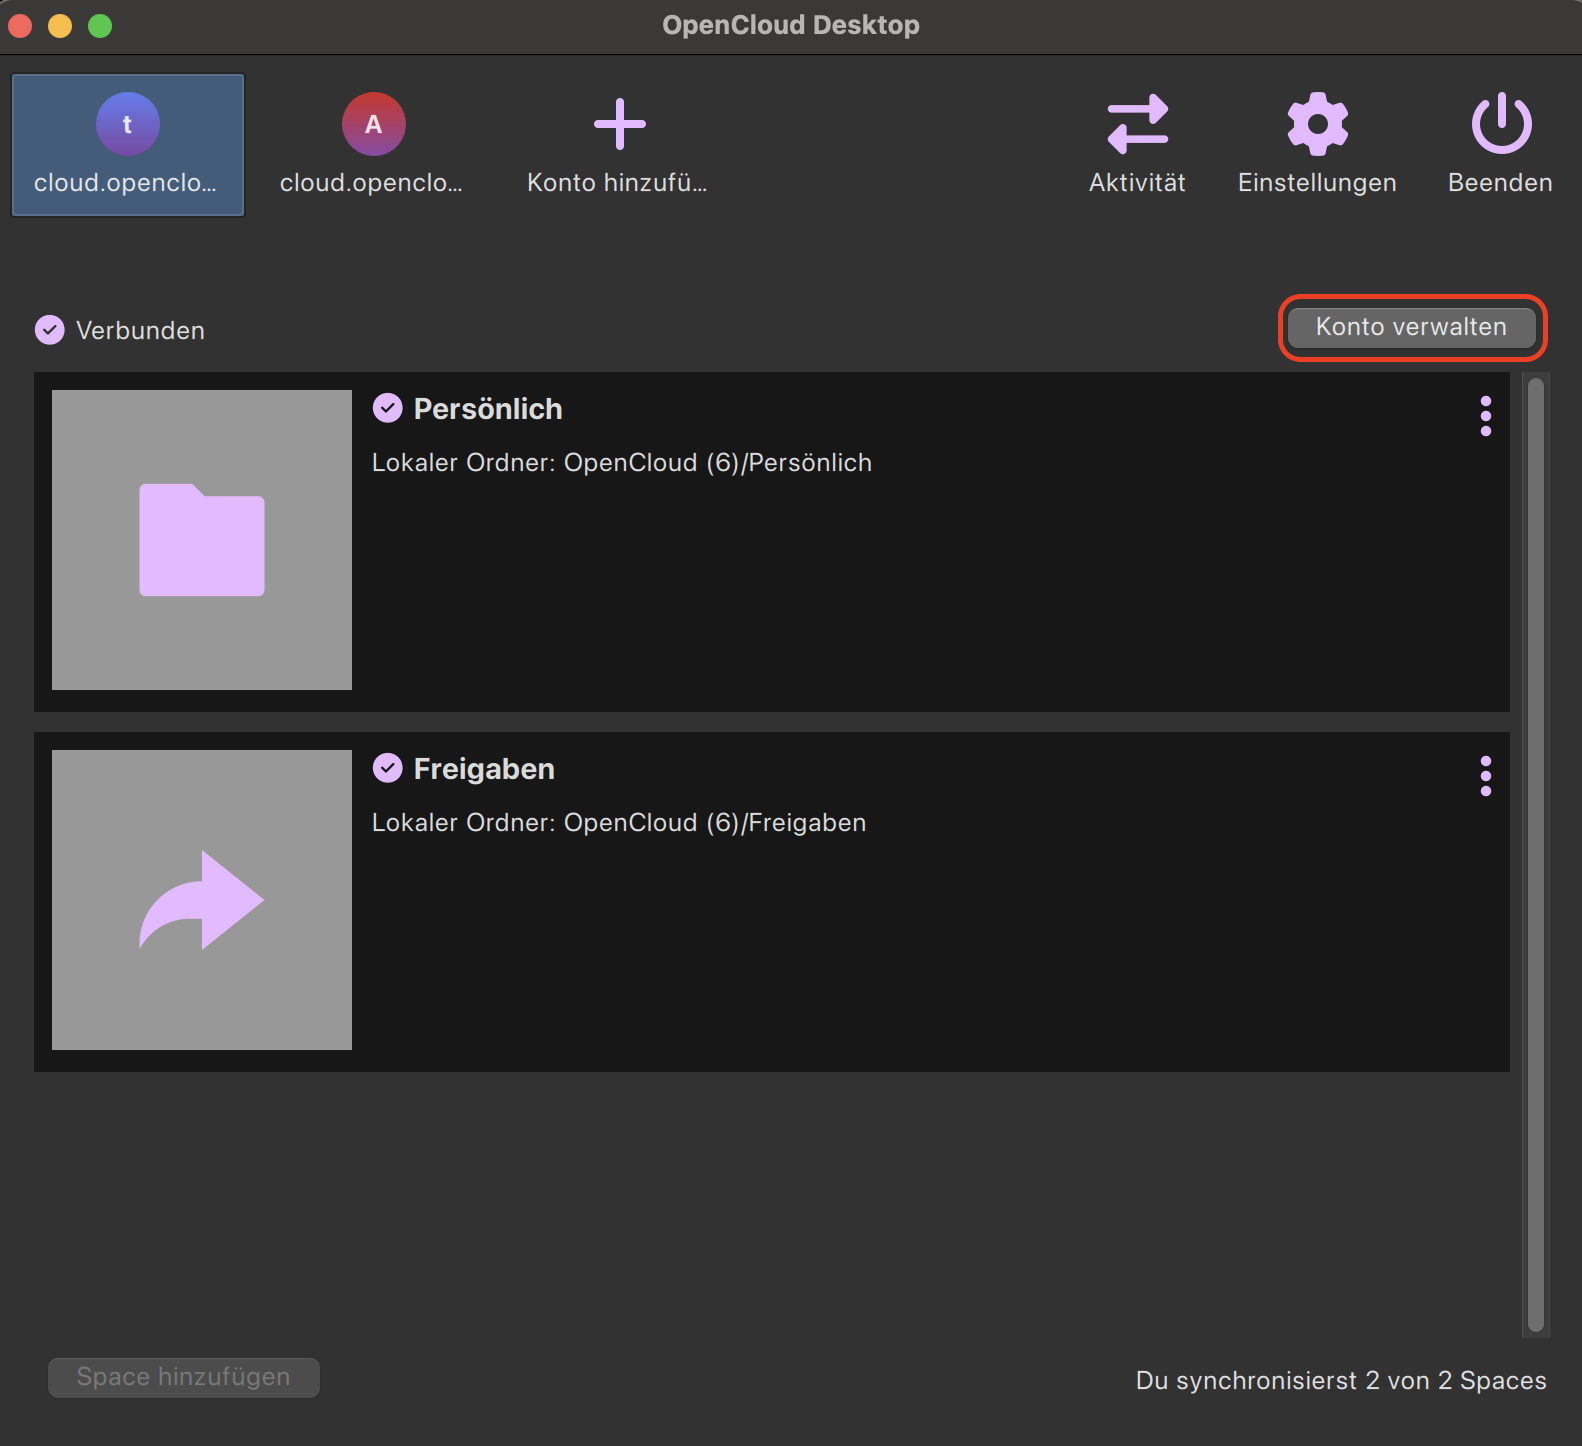 OpenCloud Desktop
t
cloud.openclo...
A
cloud.openclo...
Konto hinzufü...
Aktivität
Einstellungen
Beenden
Verbunden
Konto verwalten
Persönlich
Lokaler Ordner: OpenCloud (6)/Persönlich
Freigaben
Lokaler Ordner: OpenCloud (6)/Freigaben
Space hinzufügen
Du synchronisierst 2 von 2 Spaces